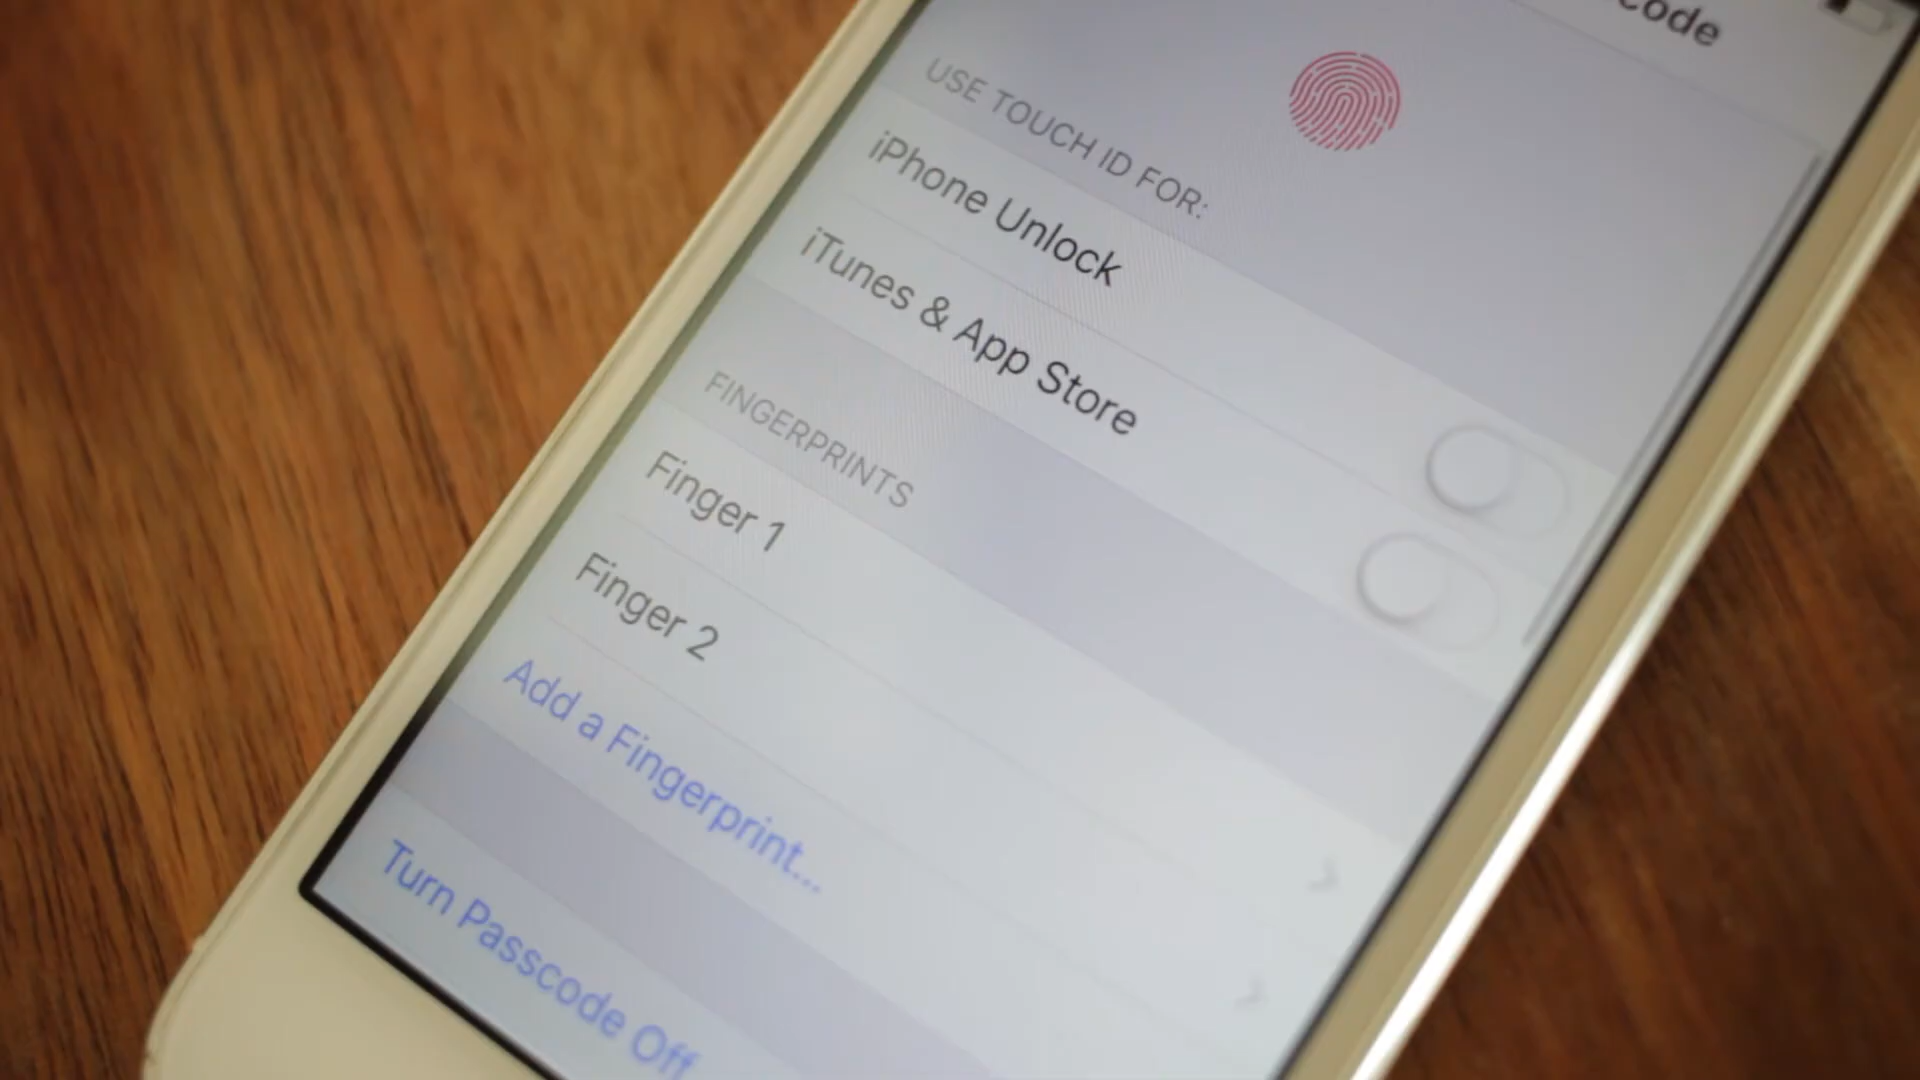 code
USE TOUCH ID FOR:
iPhone Unlock
iTunes & App Store
FINGERPRINTS
Finger 1
Finger 2
Add a Fingerprint...
Turn Passcode Off